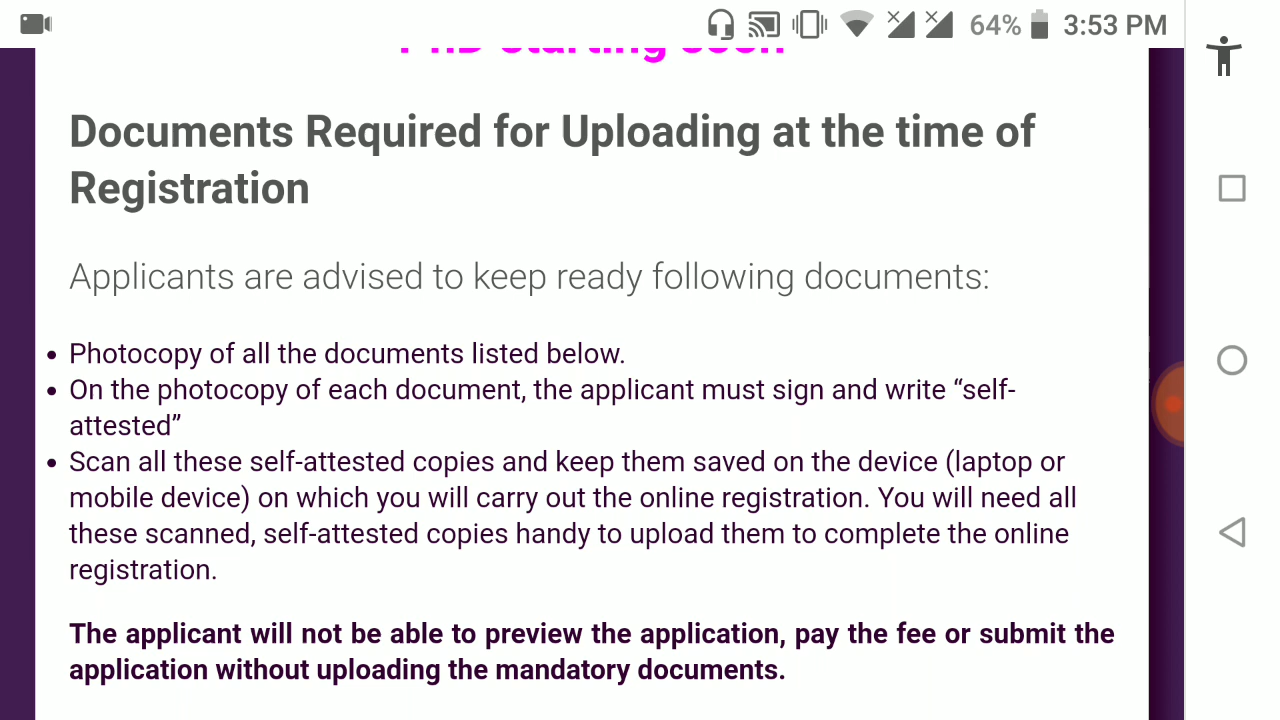 64% 3:53 PM
PhD starting soon
Documents Required for Uploading at the time of
Registration
Applicants are advised to keep ready following documents:
• Photocopy of all the documents listed below.
• On the photocopy of each document, the applicant must sign and write “self-
attested”
• Scan all these self-attested copies and keep them saved on the device (laptop or
mobile device) on which you will carry out the online registration. You will need all
these scanned, self-attested copies handy to upload them to complete the online
registration.
The applicant will not be able to preview the application, pay the fee or submit the
application without uploading the mandatory documents.